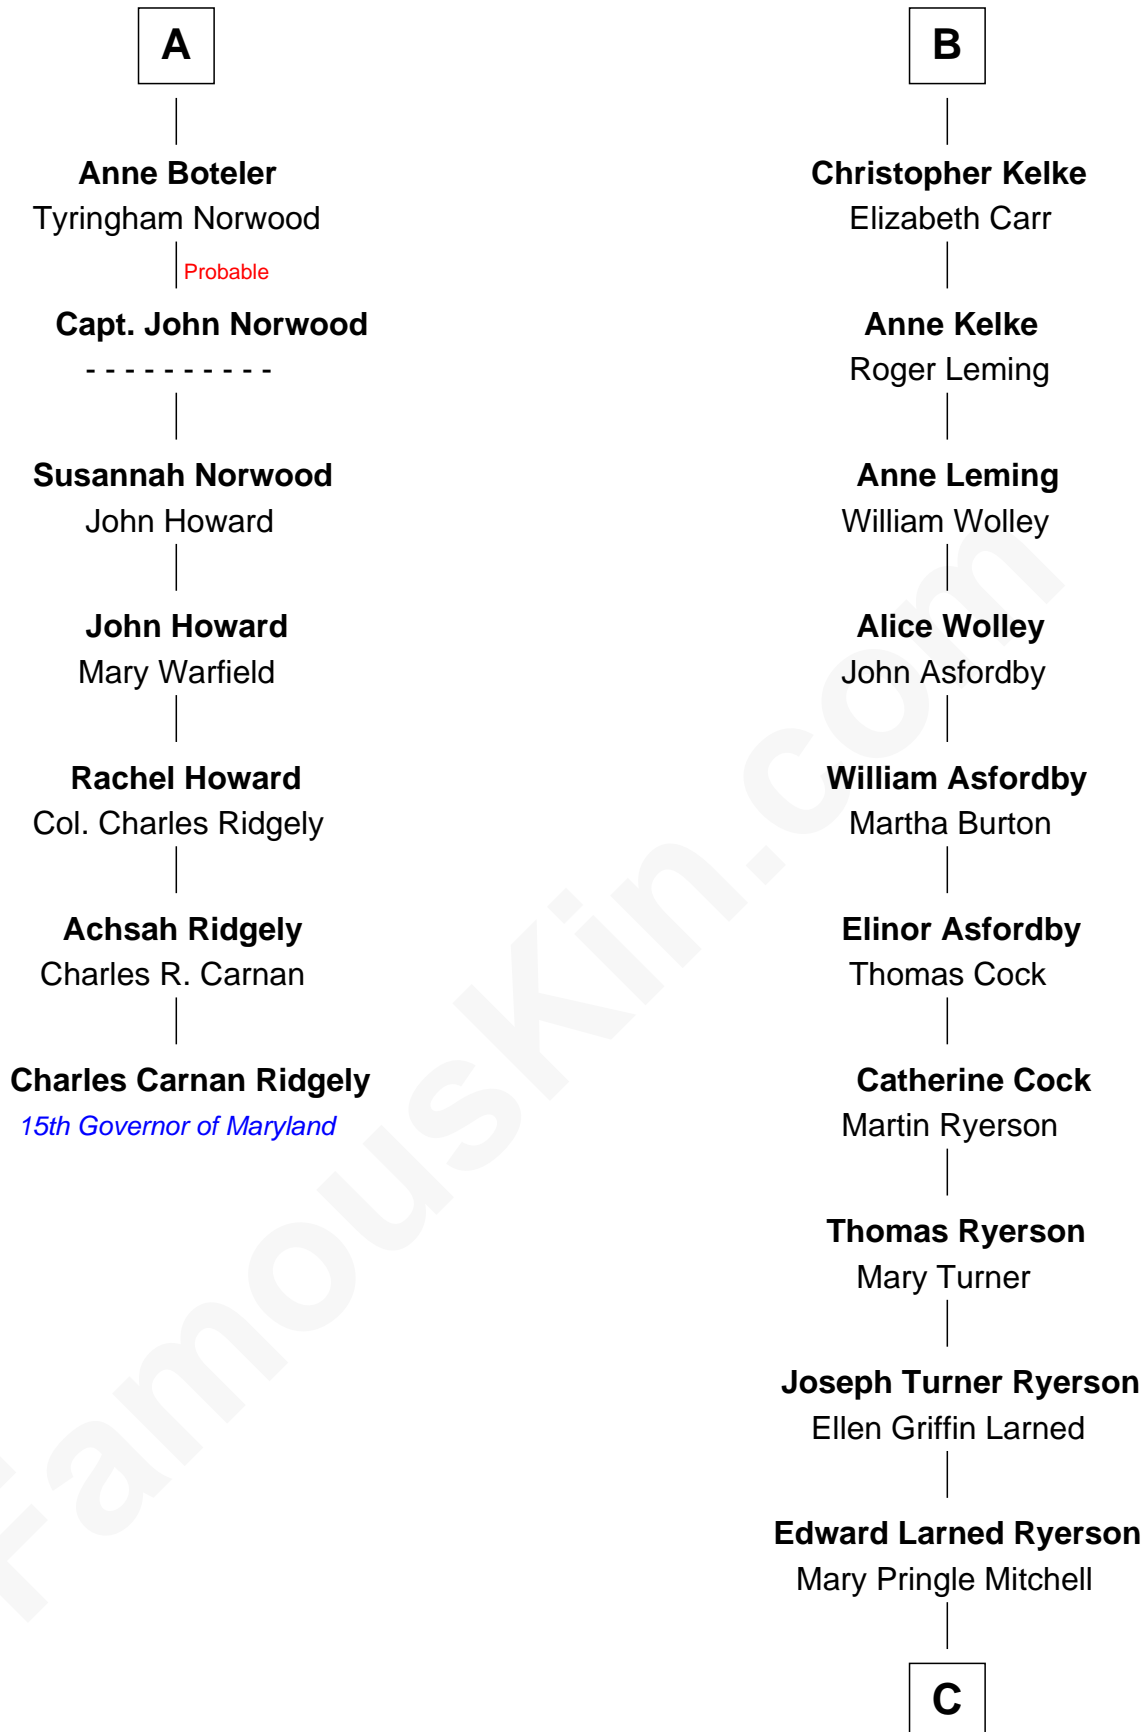 A
Anne Boteler
Tyringham Norwood
Probable
Capt. John Norwood
- - - - - - - - - -
Susannah Norwood
John Howard
John Howard
Mary Warfield
Rachel Howard
Col. Charles Ridgely
Achsah Ridgely
Charles R. Carnan
Charles Carnan Ridgely
15th Governor of Maryland
B
Christopher Kelke
Elizabeth Carr
Anne Kelke
Roger Leming
Anne Leming
William Wolley
Alice Wolley
John Asfordby
William Asfordby
Martha Burton
Elinor Asfordby
Thomas Cock
Catherine Cock
Martin Ryerson
Thomas Ryerson
Mary Turner
Joseph Turner Ryerson
Ellen Griffin Larned
Edward Larned Ryerson
Mary Pringle Mitchell
C
FamousKin.com